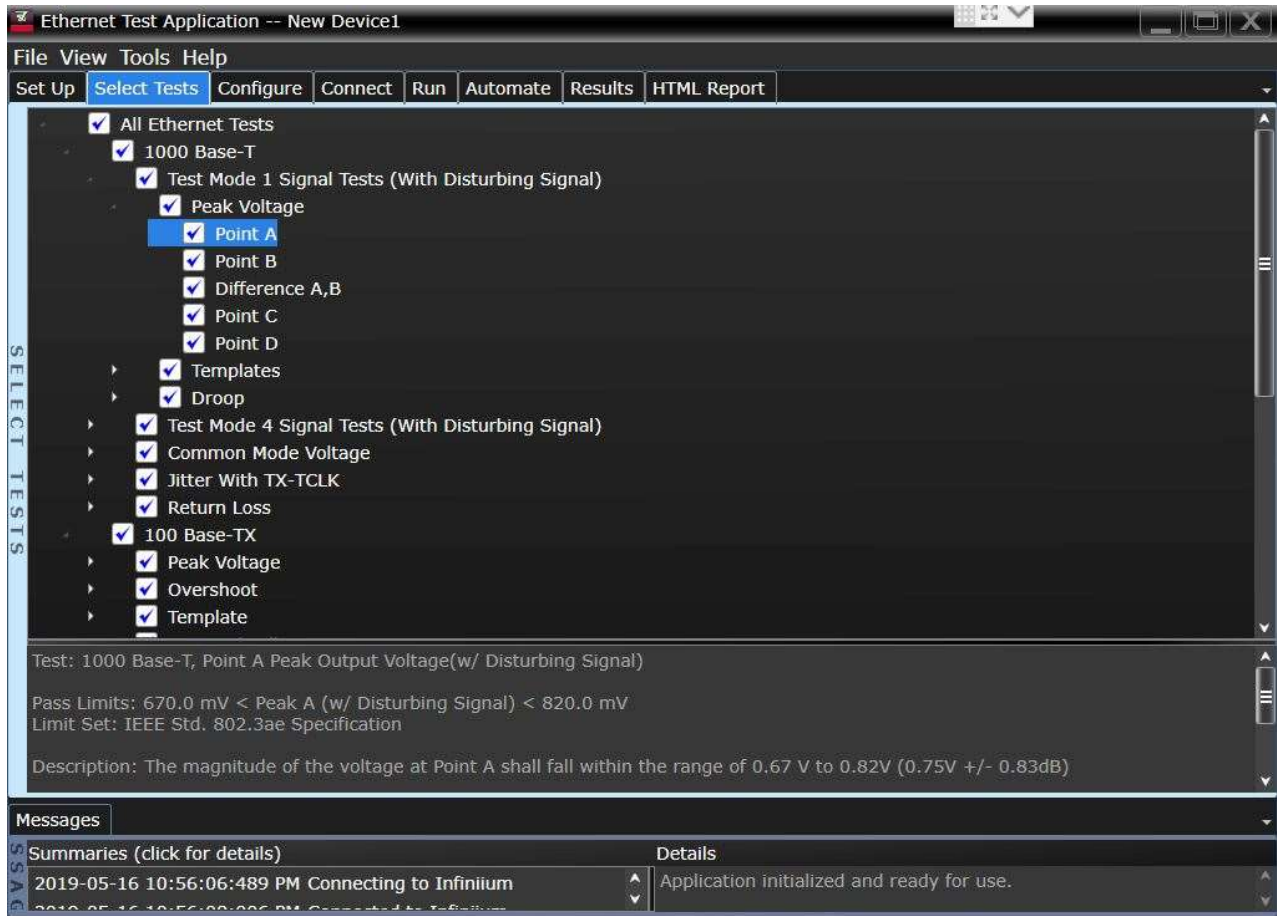 Ethernet Test Application -- New Device1
File View Tools Help
Set Up Select Tests Configure Connect Run Automate Results HTML Report
All Ethernet Tests
1000 Base-T
Test Mode 1 Signal Tests (With Disturbing Signal)
Peak Voltage
Point A
Point B
Difference A,B
Point C
Point D
Templates
Droop
Test Mode 4 Signal Tests (With Disturbing Signal)
Common Mode Voltage
Jitter With TX-TCLK
Return Loss
100 Base-TX
Peak Voltage
Overshoot
Template
SELECT TESTS
Test: 1000 Base-T, Point A Peak Output Voltage(w/ Disturbing Signal)
Pass Limits: 670.0 mV < Peak A (w/ Disturbing Signal) < 820.0 mV
Limit Set: IEEE Std. 802.3ae Specification
Description: The magnitude of the voltage at Point A shall fall within the range of 0.67 V to 0.82V (0.75V +/- 0.83dB)
Messages
Summaries (click for details) Details
2019-05-16 10:56:06:489 PM Connecting to Infiniium
Application initialized and ready for use.